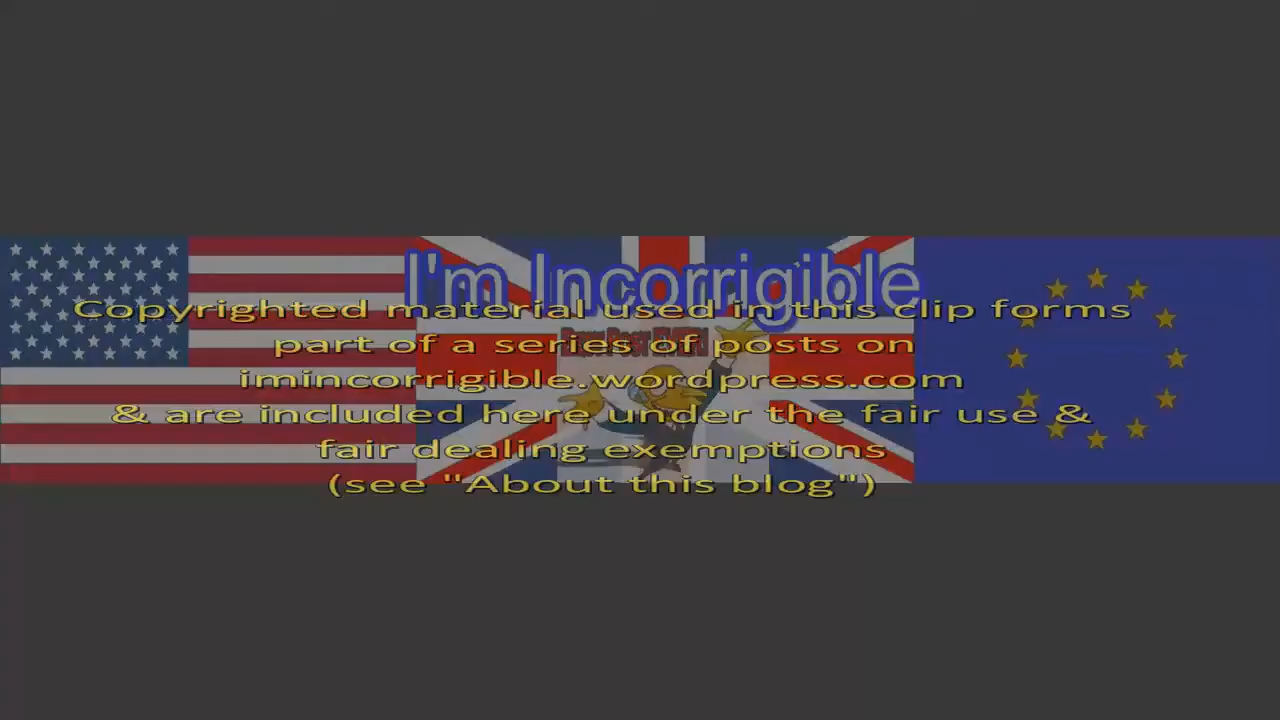 I'm Incorrigible
Copyrighted material used in this clip forms
part of a series of posts on
imincorrigible.wordpress.com
& are included here under the fair use &
fair dealing exemptions
(see "About this blog")